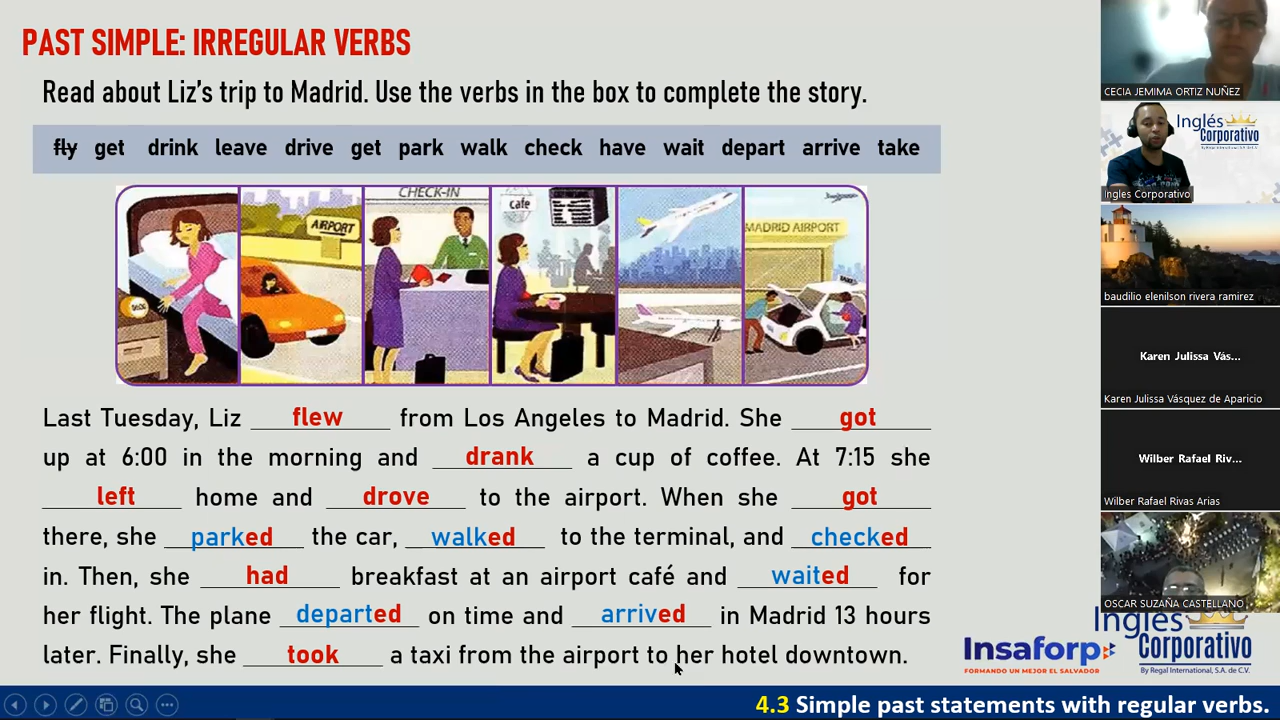 PAST SIMPLE: IRREGULAR VERBS
Read about Liz's trip to Madrid. Use the verbs in the box to complete the story.
fly get drink leave drive get park walk check have wait depart arrive take
CHECK-IN
cafe
AIRPORT
MADRID AIRPORT
Last Tuesday, Liz flew from Los Angeles to Madrid. She got
up at 6:00 in the morning and drank a cup of coffee. At 7:15 she
left home and drove to the airport. When she got
there, she parked the car, walked to the terminal, and checked
in. Then, she had breakfast at an airport café and waited for
her flight. The plane departed on time and arrived in Madrid 13 hours
later. Finally, she took a taxi from the airport to her hotel downtown.
CECIA JEMIMA ORTIZ NUÑEZ
Inglés
Corporativo
By Regal International, S.A. de C.V.
Ingles Corporativo
baudilio elenilson rivera ramirez
Karen Julissa Vás...
Karen Julissa Vásquez de Aparicio
Wilber Rafael Riv...
Wilber Rafael Rivas Arias
OSCAR SUZAÑA CASTELLANO
Inglés
Corporativo
By Regal International, S.A. de C.V.
Insaforp
FORMANDO UN MEJOR EL SALVADOR
4.3 Simple past statements with regular verbs.